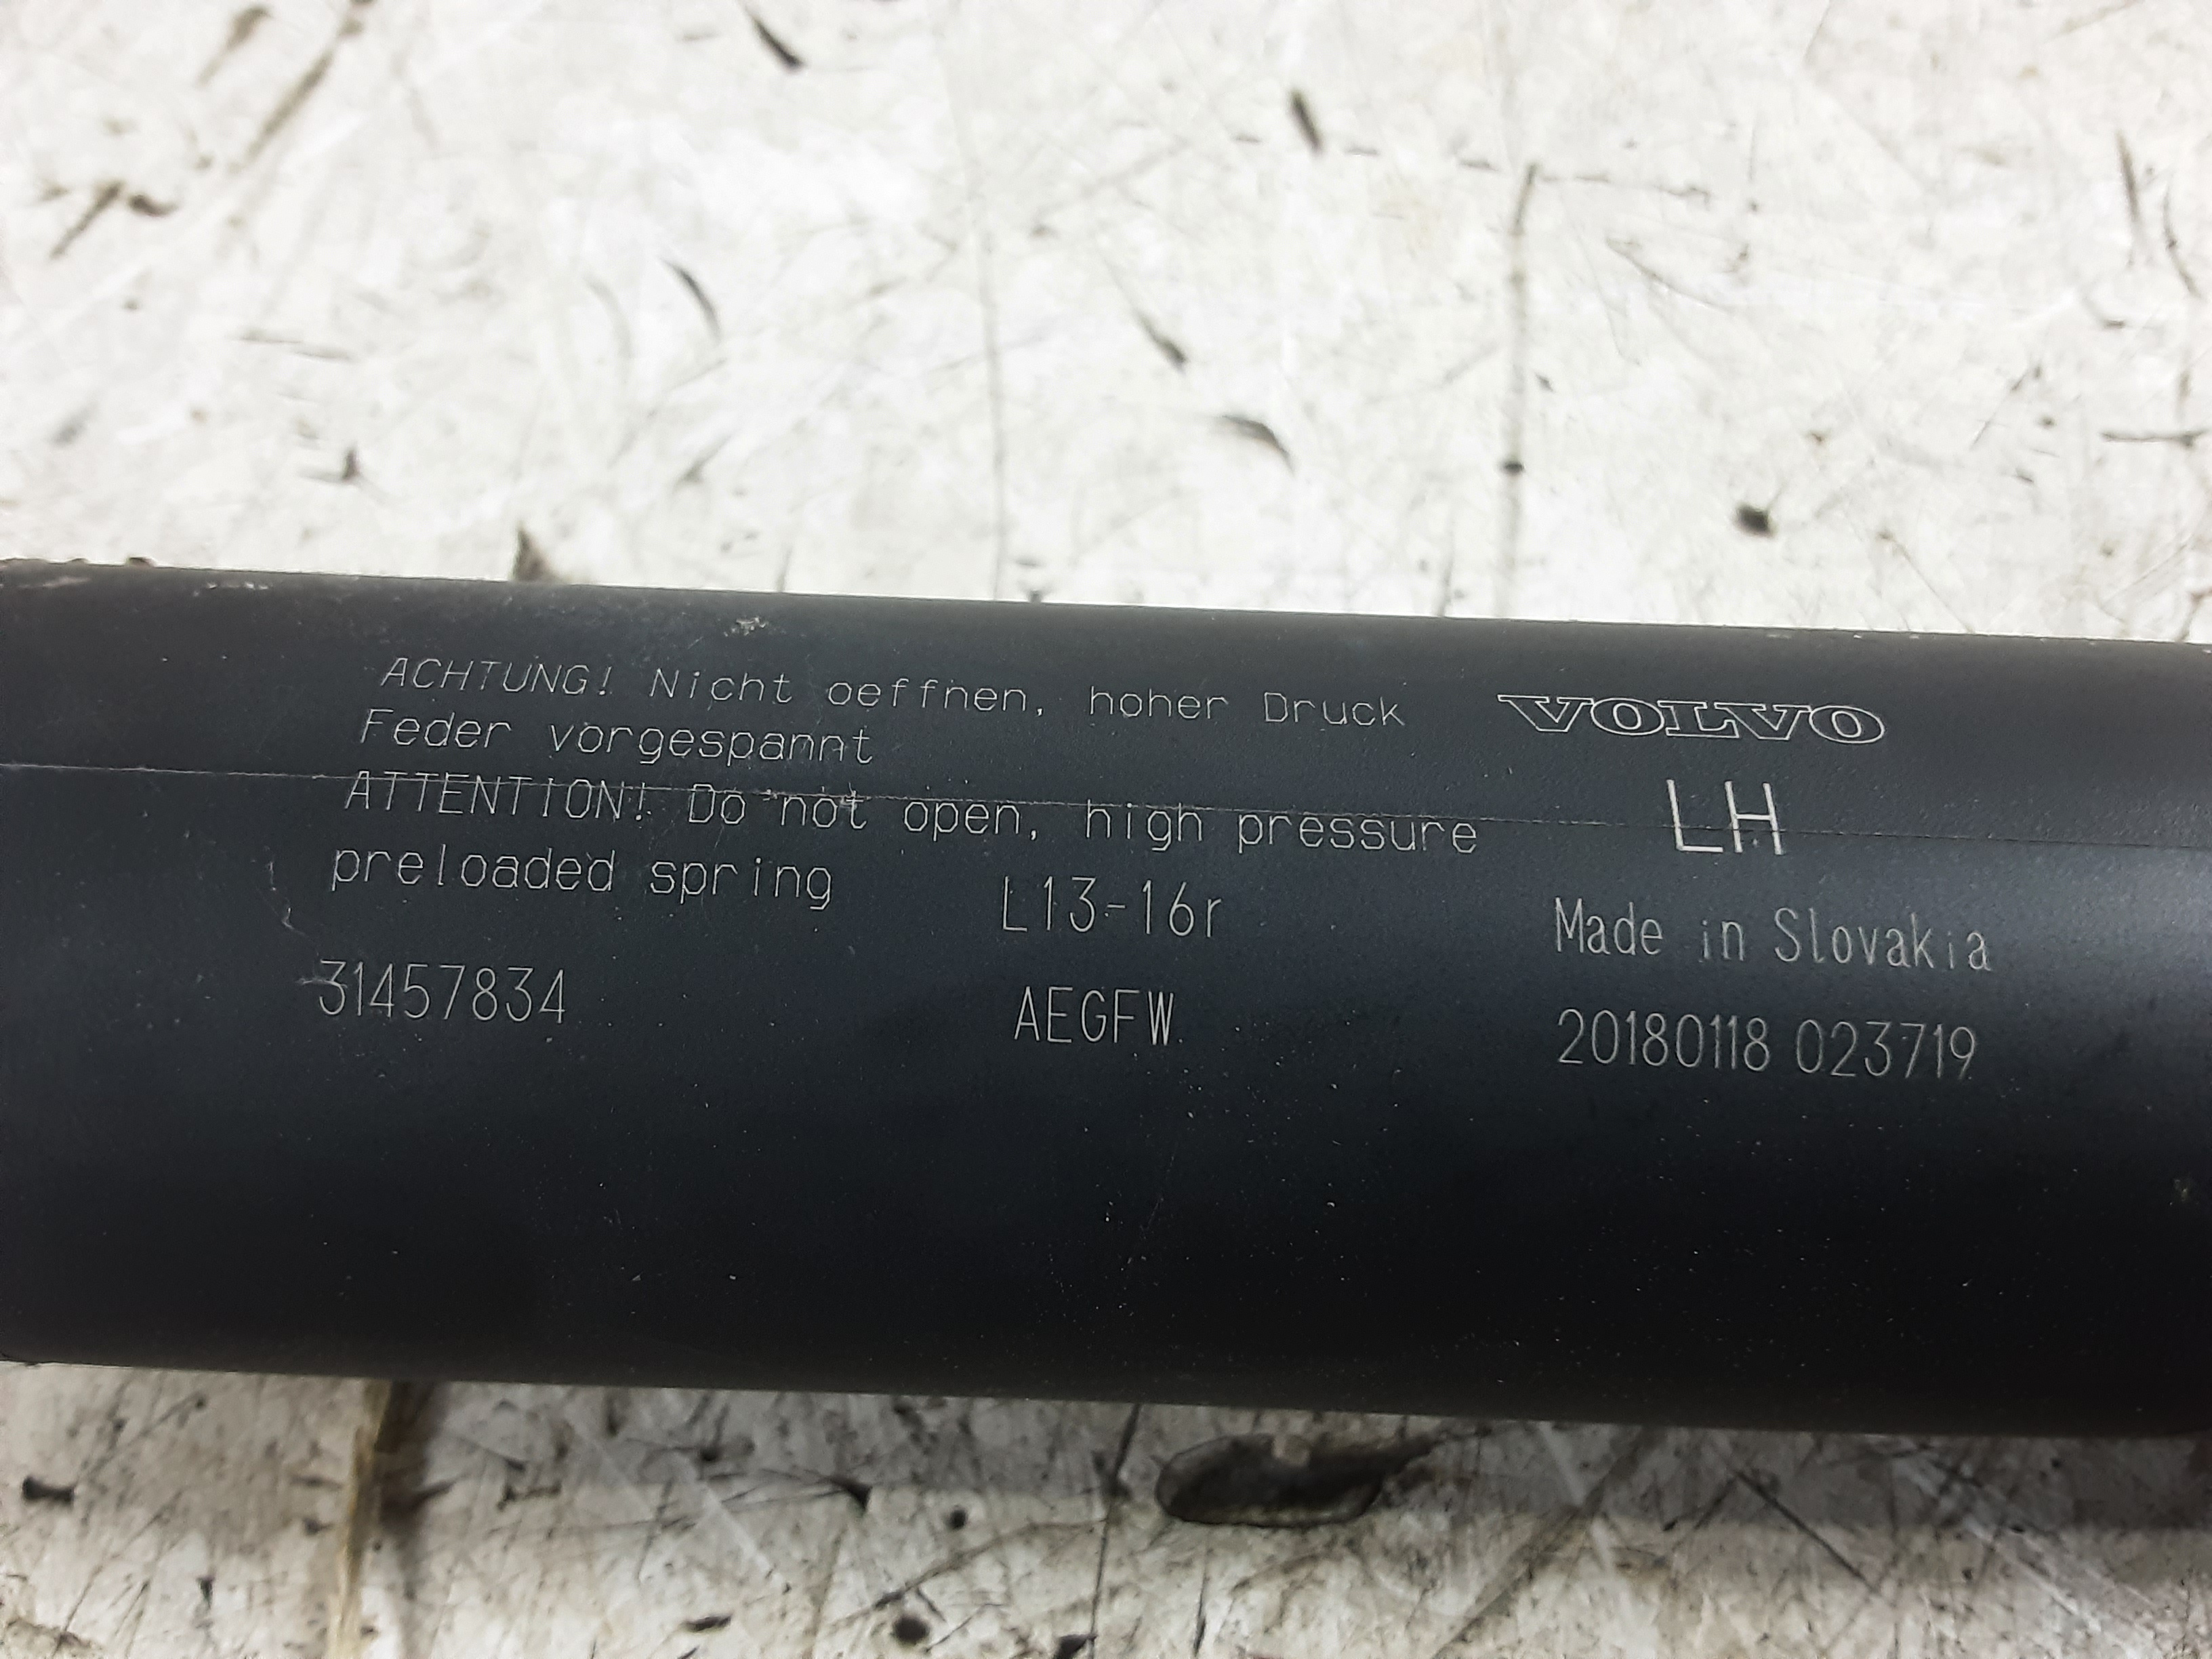 ACHTUNG! Nicht oeffnen, hoher Druck
Feder vorgespannt
ATTENTION! Do not open, high pressure
preloaded spring
L13-16r
31457834
AEGFW
VOLVO
LH
Made in Slovakia
20180118 023719